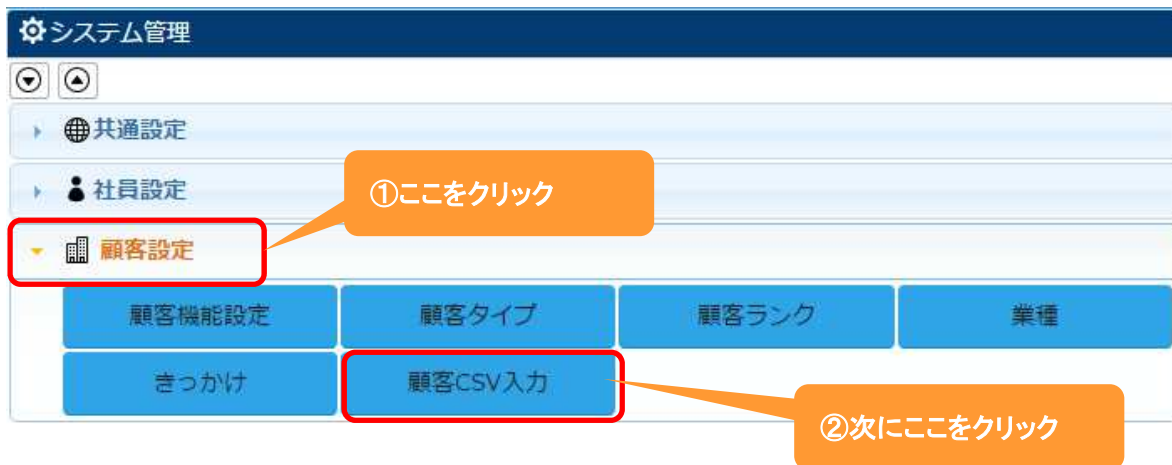 システム管理
共通設定
社員設定
①ここをクリック
顧客設定
顧客機能設定
顧客タイプ
顧客ランク
業種
きっかけ
顧客CSV入力
②次にここをクリック